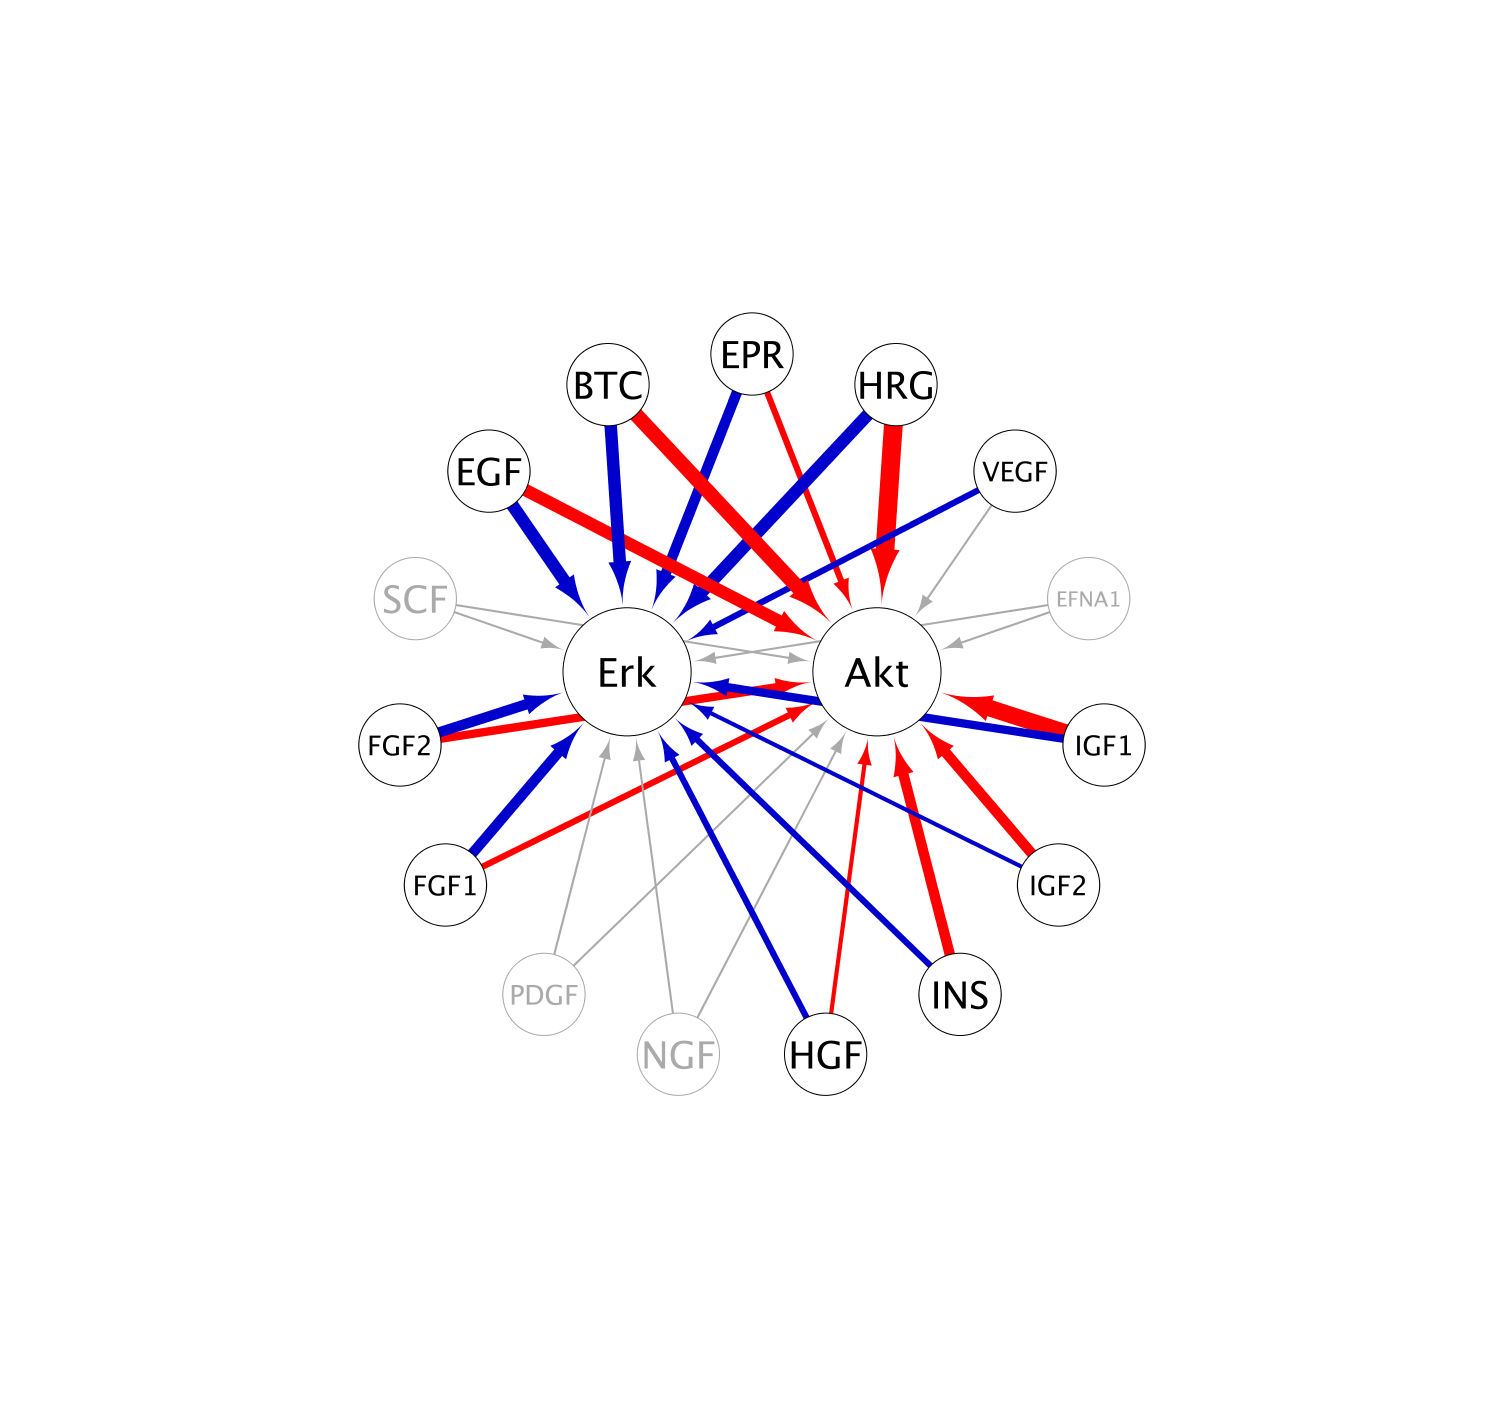 EPR
BTC
HRG
EGF
VEGF
SCF
EFNA1
Erk
Akt
FGF2
IGF1
FGF1
IGF2
PDGF
INS
NGF
HGF